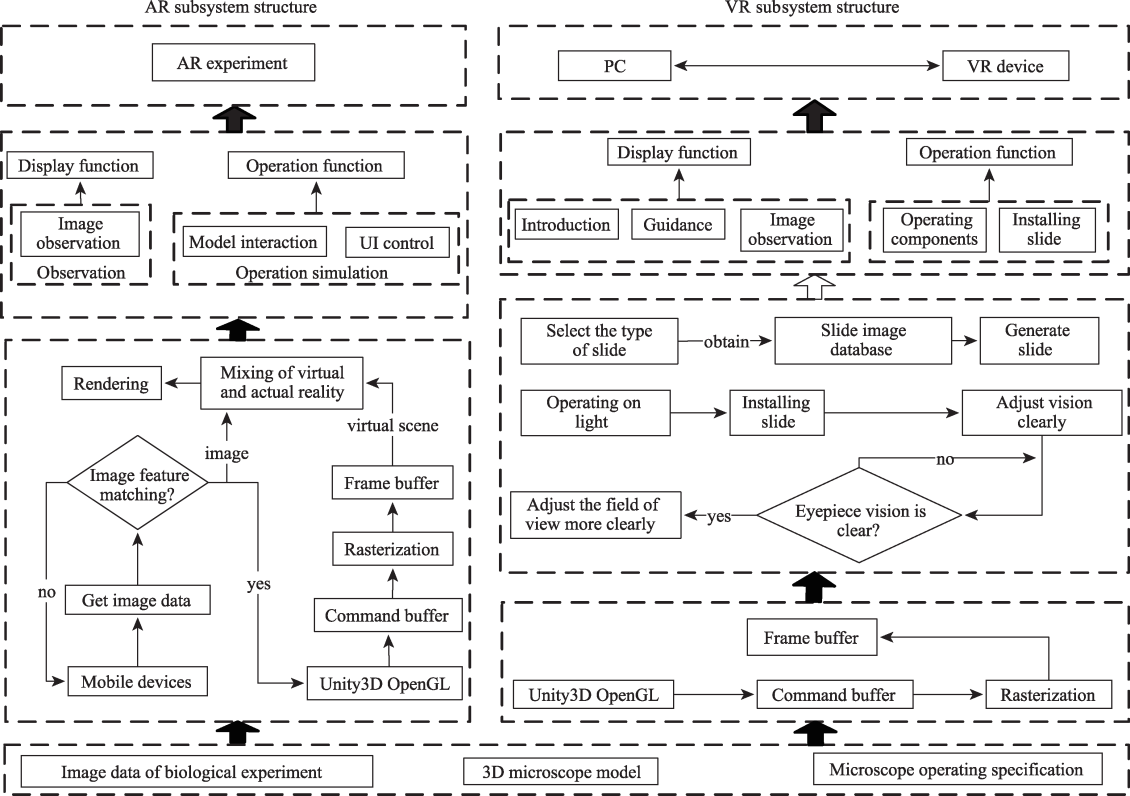 AR subsystem structure
AR experiment
Display function
Operation function
Image
observation
Observation
Model interaction
UI control
Operation simulation
Rendering
Mixing of virtual
and actual reality
virtual scene
image
Image feature
matching?
Frame buffer
Rasterization
no
yes
Get image data
Command buffer
Mobile devices
Unity3D OpenGL
VR subsystem structure
PC
VR device
Display function
Operation function
Introduction
Guidance
Image
observation
Operating
components
Installing
slide
Select the type
of slide
obtain
Slide image
database
Generate
slide
Operating on
light
Installing
slide
Adjust vision
clearly
no
Adjust the field of
view more clearly
yes
Eyepiece vision is
clear?
Frame buffer
Unity3D OpenGL
Command buffer
Rasterization
Image data of biological experiment
3D microscope model
Microscope operating specification